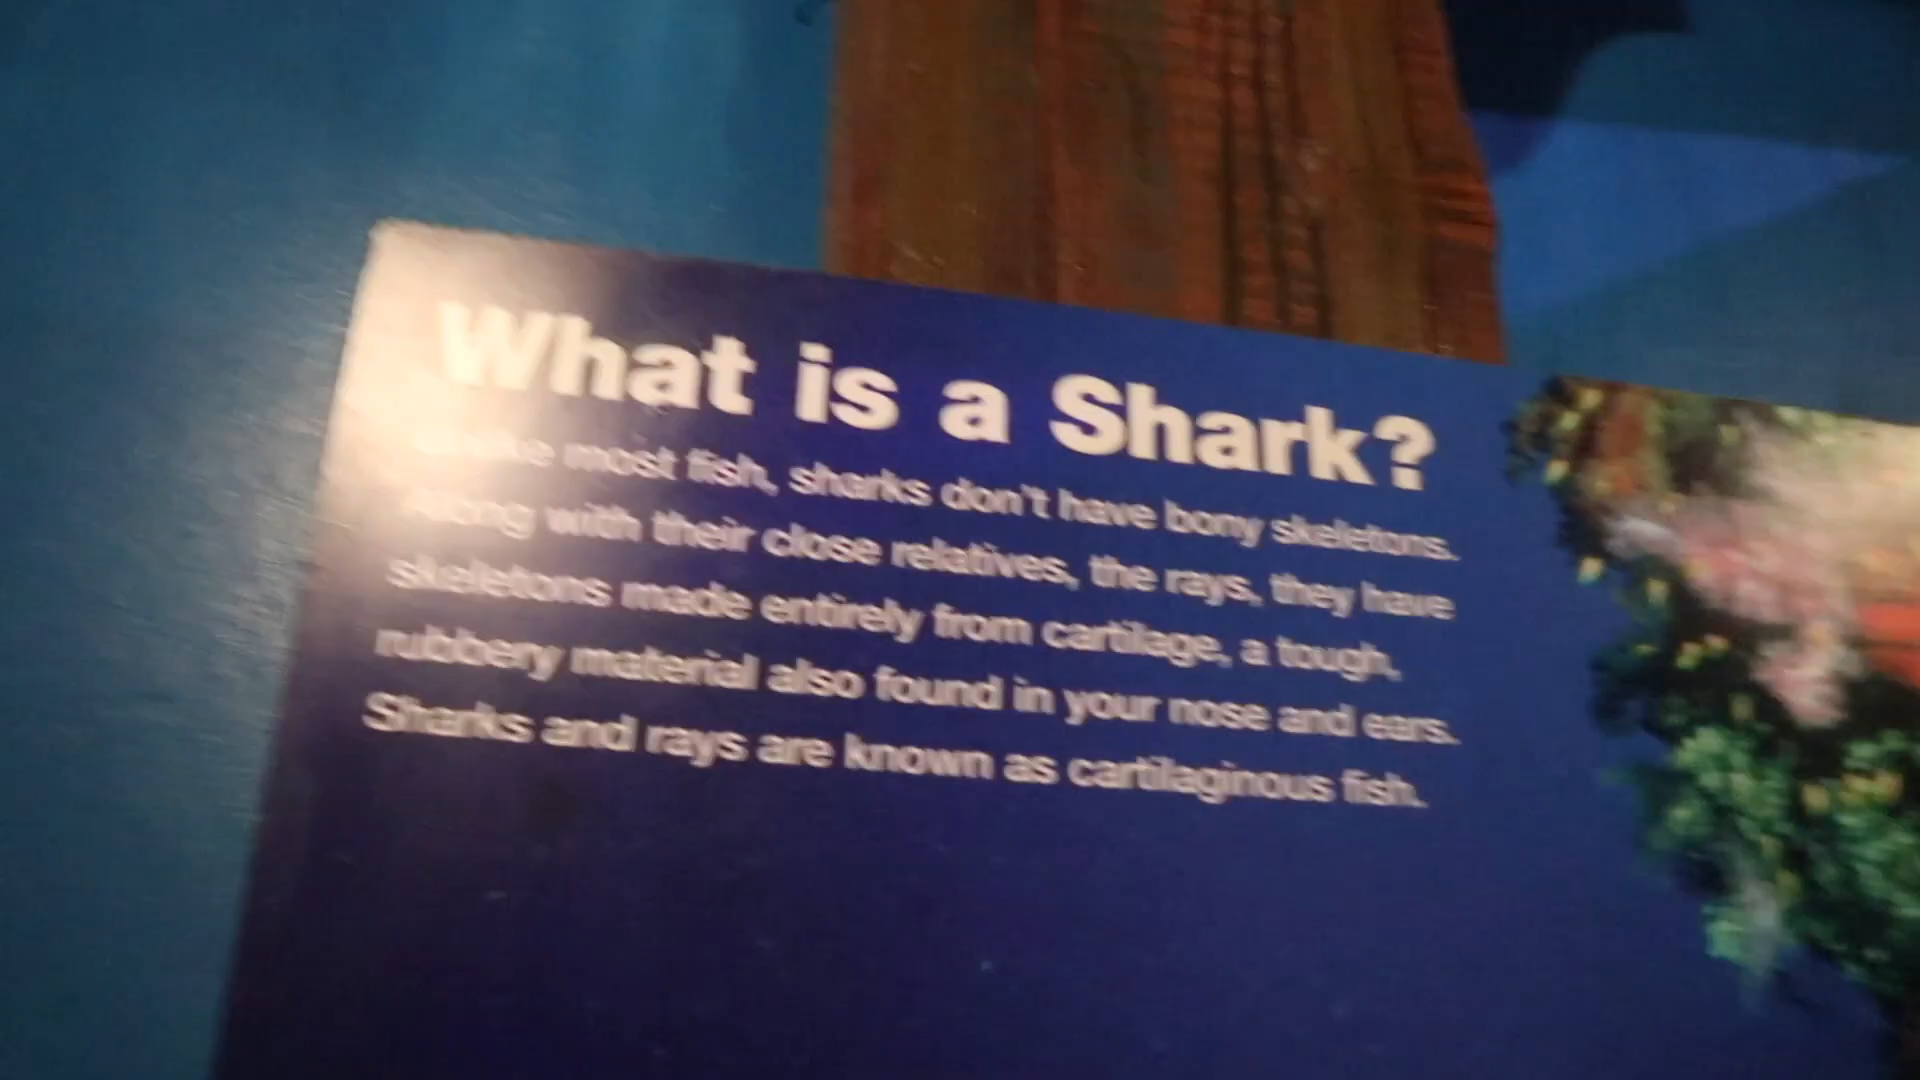 What is a Shark?
Unlike most fish, sharks don't have bony skeletons.
Along with their close relatives, the rays, they have
skeletons made entirely from cartilage, a tough,
rubbery material also found in your nose and ears.
Sharks and rays are known as cartilaginous fish.